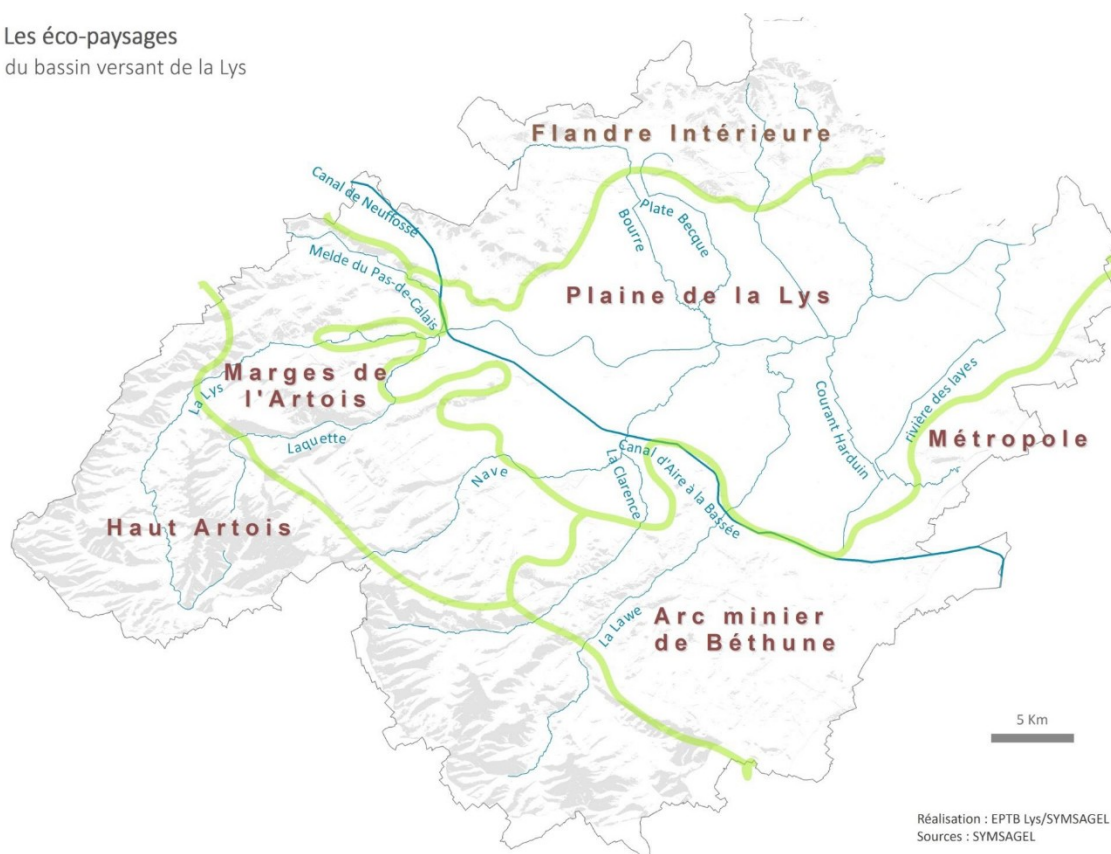 Les éco-paysages
du bassin versant de la Lys
Flandre Intérieure
Canal de Neuffossé
Plate Becque
Bourre
Melde du Pas-de-Calais
Plaine de la Lys
Marges de
l'Artois
La Lys
Laquette
Courant Harduin
rivière des layes
Métropole
Canal d'Aire à la Bassée
La Clarence
Nave
Haut Artois
Arc minier
de Béthune
La Lawe
5 Km
Réalisation : EPTB Lys/SYMSAGEL
Sources : SYMSAGEL